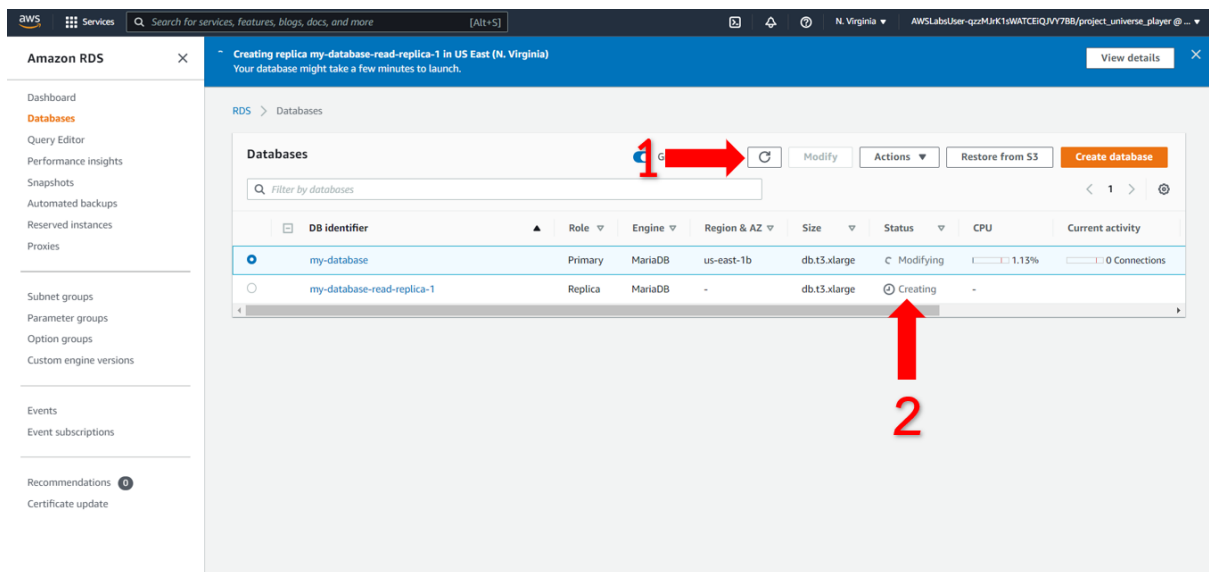 aws Services Search for services, features, blogs, docs, and more [Alt+S] N. Virginia ▼ AWSLabsUser-qzzMJrK1sWATCEiQJVY7BB/project_universe_player @ ... ▼
Amazon RDS
Creating replica my-database-read-replica-1 in US East (N. Virginia)
Your database might take a few minutes to launch.
View details
Dashboard
Databases
Query Editor
Performance insights
Snapshots
Automated backups
Reserved instances
Proxies
Subnet groups
Parameter groups
Option groups
Custom engine versions
Events
Event subscriptions
Recommendations 0
Certificate update
RDS > Databases
Databases
1
G
Modify Actions ▼ Restore from S3 Create database
Filter by databases
< 1 >
DB identifier Role Engine Region & AZ Size Status CPU Current activity
my-database Primary MariaDB us-east-1b db.t3.xlarge Modifying 1.13% 0 Connections
my-database-read-replica-1 Replica MariaDB - db.t3.xlarge Creating -
2